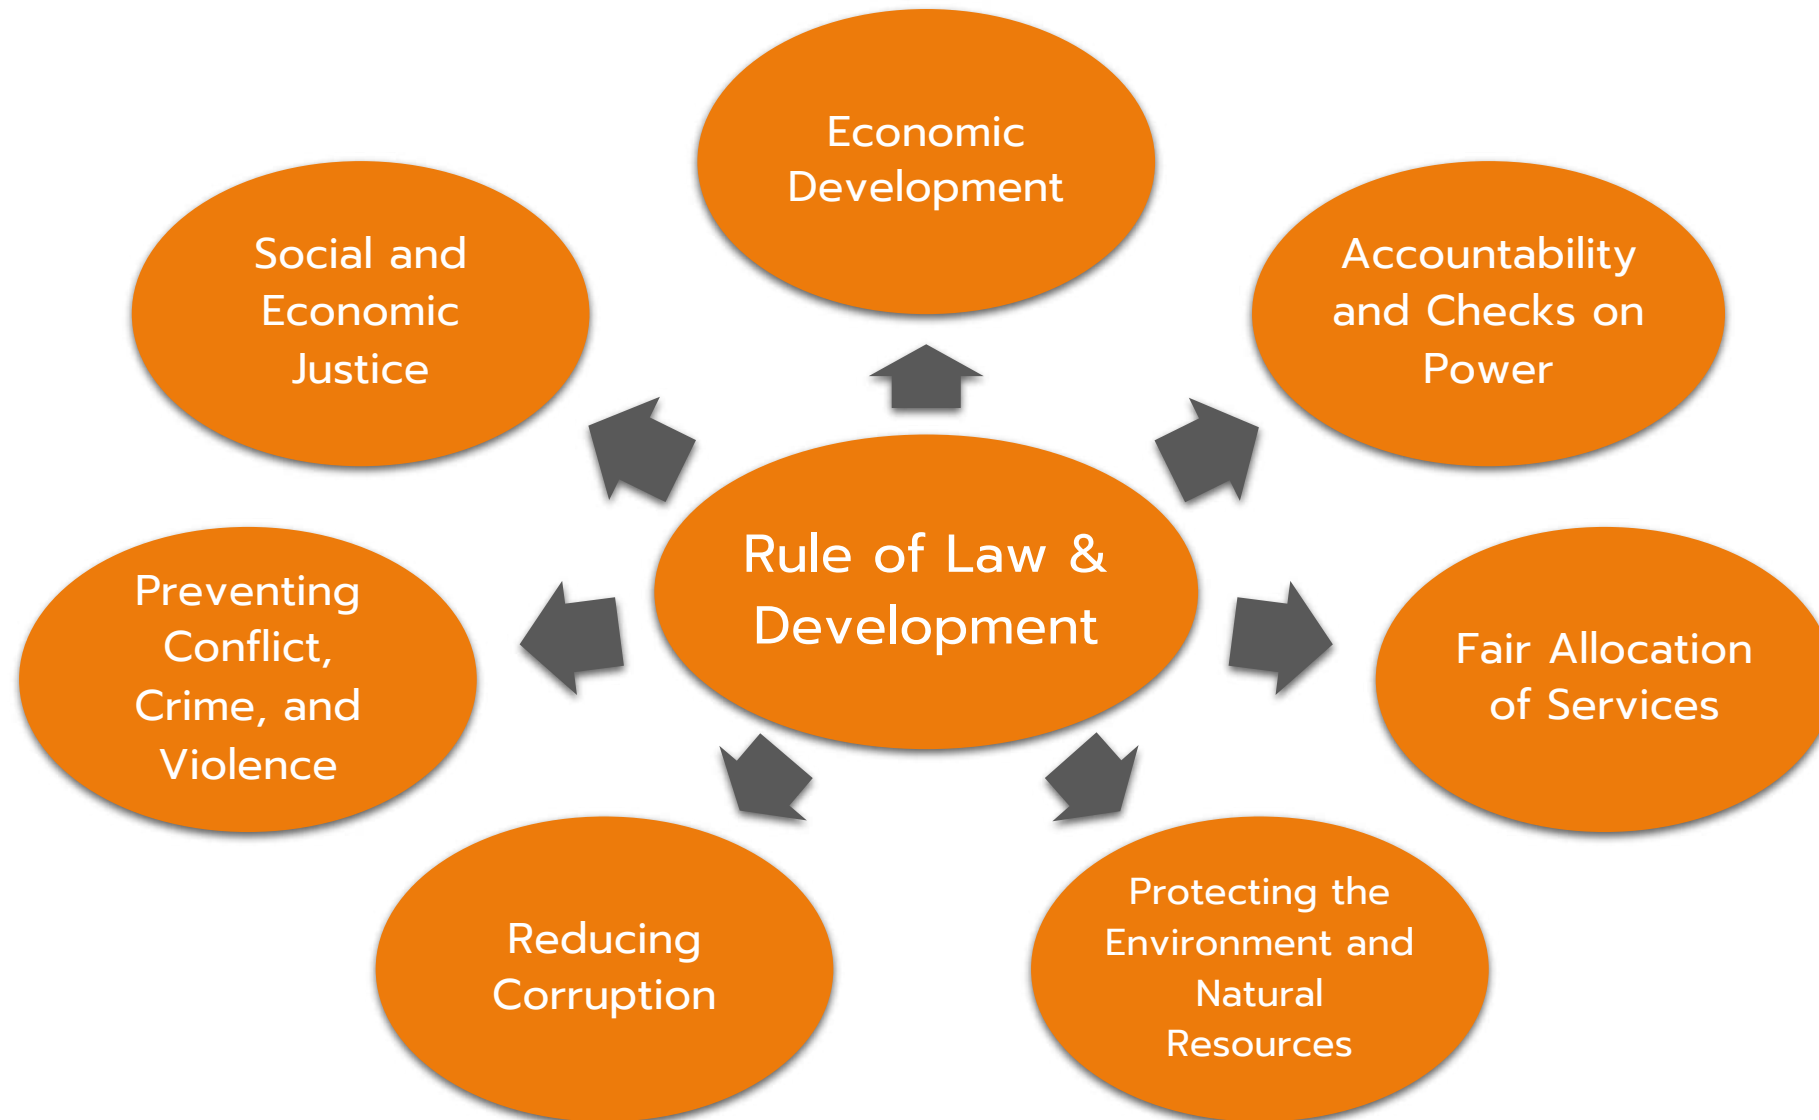 Economic
Development
Social and
Economic
Justice
Accountability
and Checks on
Power
Rule of Law &
Development
Preventing
Conflict,
Crime, and
Violence
Fair Allocation
of Services
Reducing
Corruption
Protecting the
Environment and
Natural
Resources